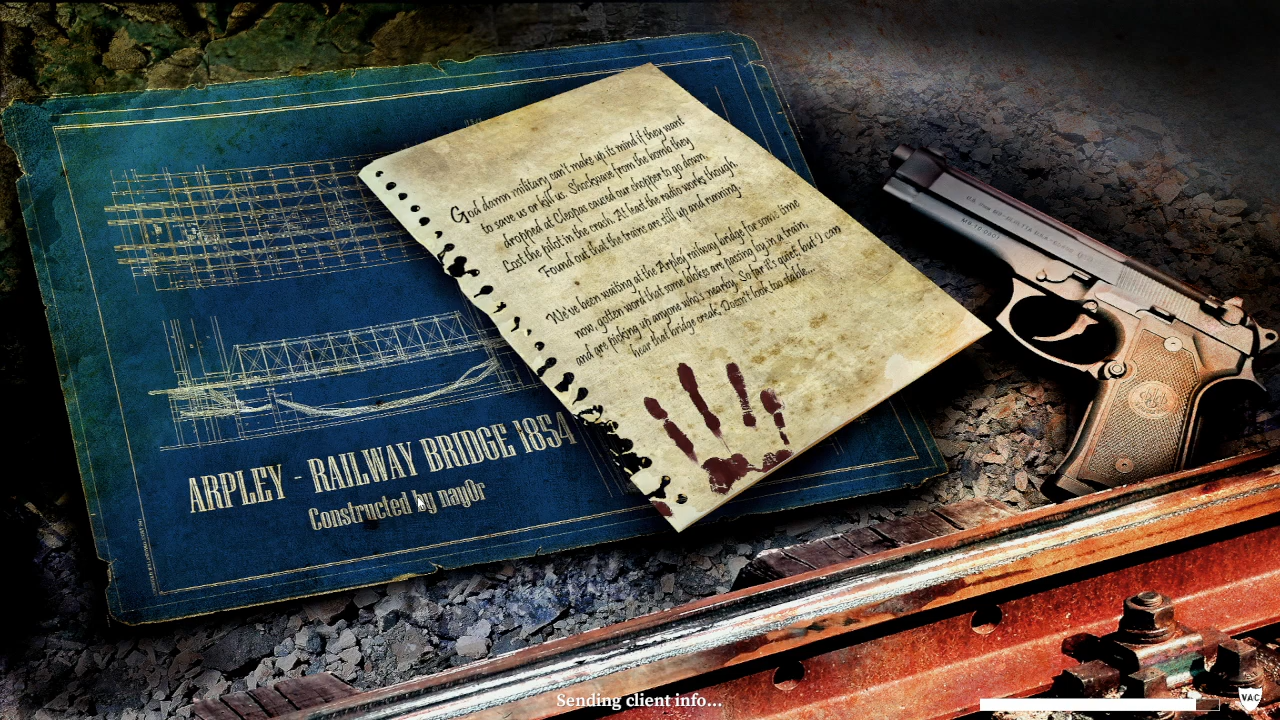 God damn military can't make up its mind if they want
to save us or kill us. Shockwave from the bomb they
dropped at Cleopas caused our chopper to go down.
Lost the pilot in the crash. At least the radio works though.
Found out that the trains are still up and running.
We've been waiting at the Arpley railway bridge for some time
now, gotten word that some blokes are passing by in a train,
and are picking up anyone who's nearby. So far it's quiet, but I can
hear that bridge creak. Doesn't look too stable...
ARPLEY - RAILWAY BRIDGE 1854
Constructed by nay0r
Sending client info...
VAC